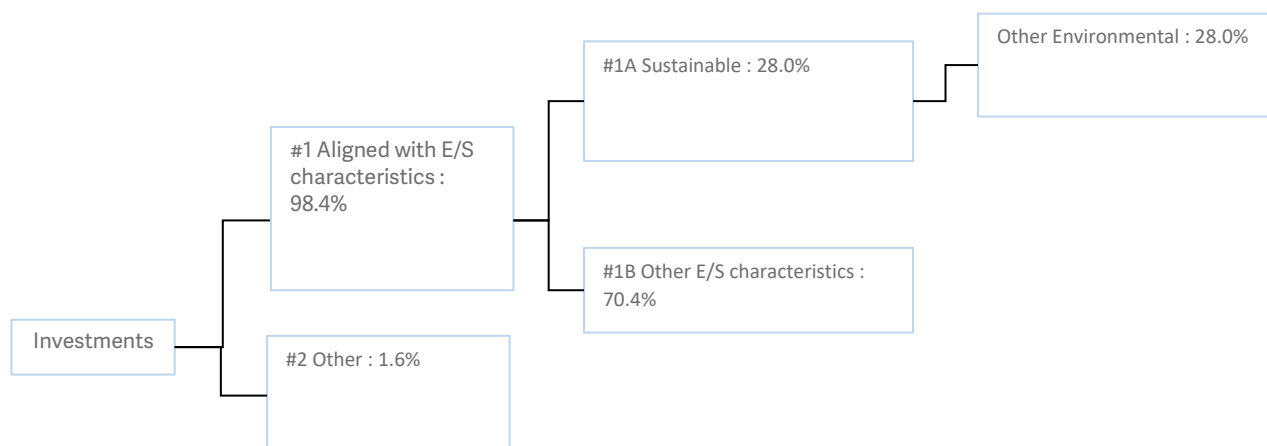 Investments
#1 Aligned with E/S
characteristics :
98.4%
#2 Other : 1.6%
#1A Sustainable : 28.0%
#1B Other E/S characteristics :
70.4%
Other Environmental : 28.0%